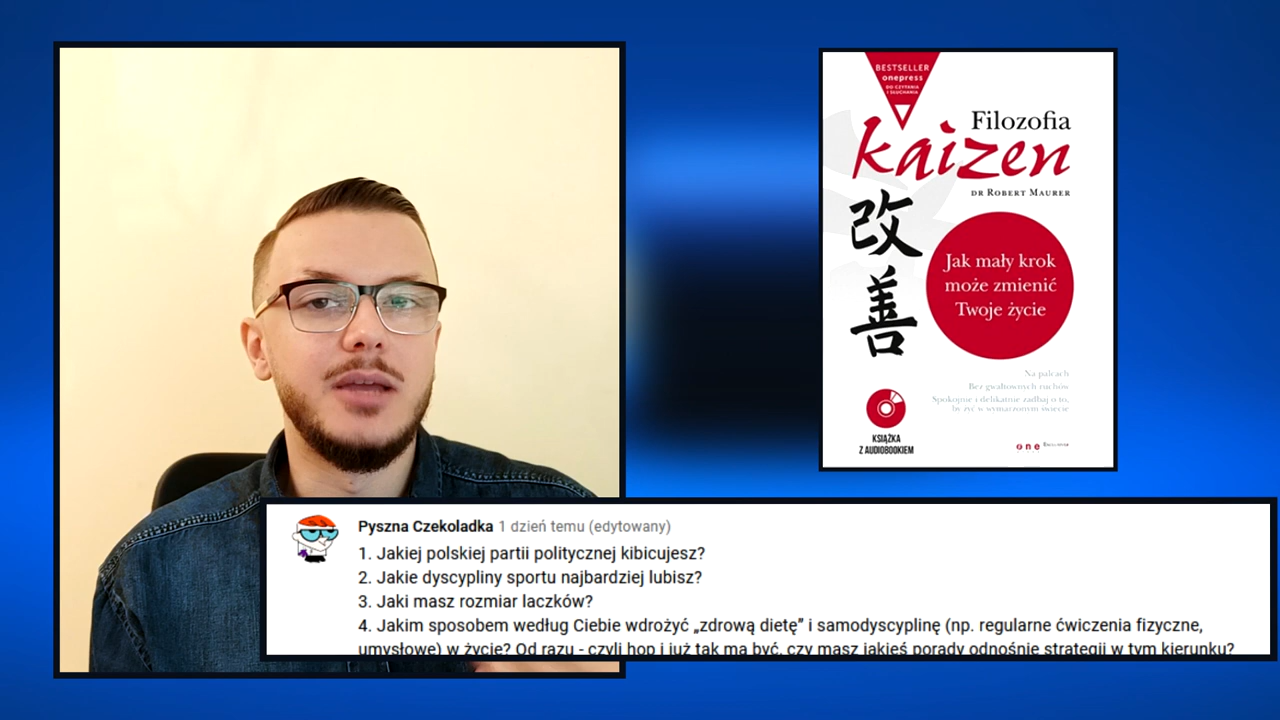 BESTSELLER
onepress
DO CZYTANIA
I SŁUCHANIA
Filozofia
kaizen
DR ROBERT MAURER
改
善
Jak mały krok
może zmienić
Twoje życie
Na palcach
Bez gwałtownych ruchów
Spokojnie i delikatnie zadbaj o to,
by żyć w wymarzonym świecie
KSIĄŻKA
Z AUDIOBOOKIEM
one
Pyszna Czekoladka 1 dzień temu (edytowany)
1. Jakiej polskiej partii politycznej kibicujesz?
2. Jakie dyscypliny sportu najbardziej lubisz?
3. Jaki masz rozmiar laczków?
4. Jakim sposobem według Ciebie wdrożyć „zdrową dietę” i samodyscyplinę (np. regularne ćwiczenia fizyczne,
umysłowe) w życie? Od razu - czyli hop i już tak ma być, czy masz jakieś porady odnośnie strategii w tym kierunku?